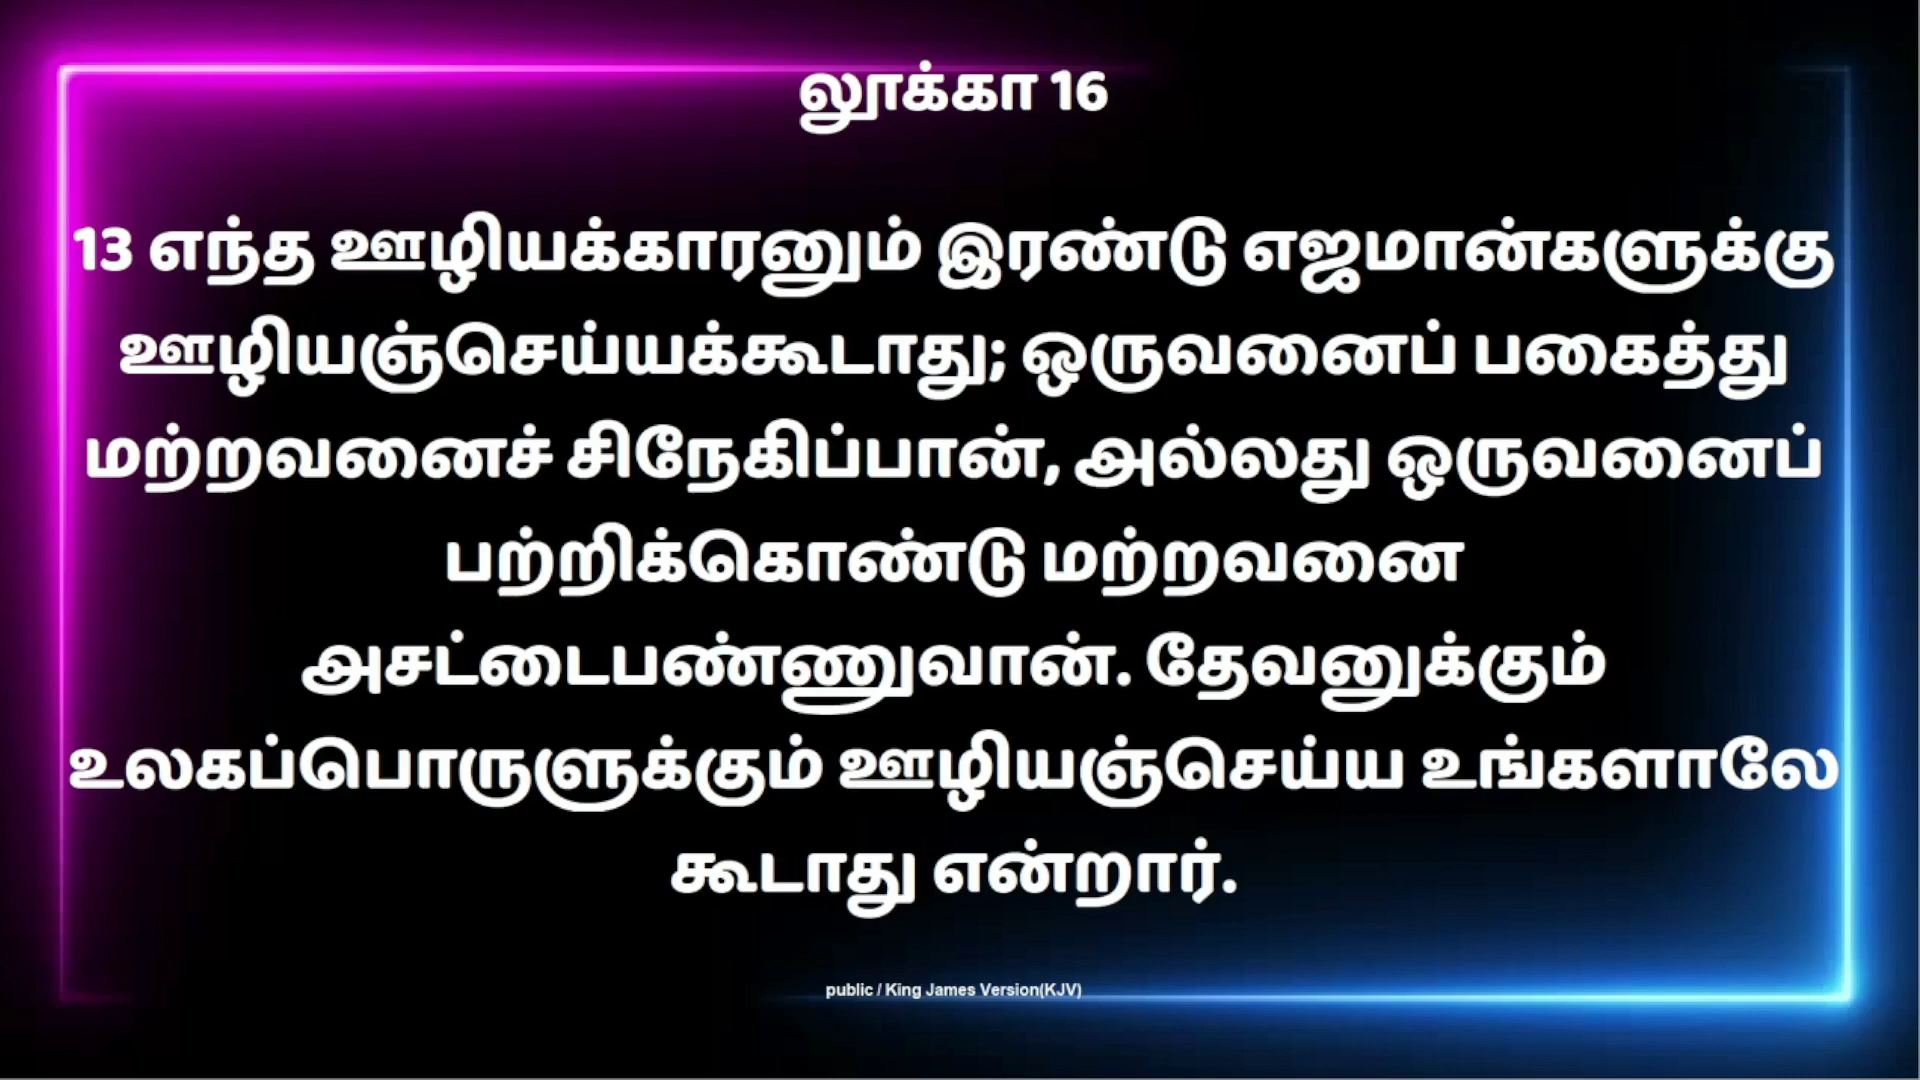 லூக்கா 16
13 எந்த ஊழியக்காரனும் இரண்டு எஜமான்களுக்கு
ஊழியஞ்செய்யக்கூடாது; ஒருவனைப் பகைத்து
மற்றவனைச் சிநேகிப்பான், அல்லது ஒருவனைப்
பற்றிக்கொண்டு மற்றவனை
அசட்டைபண்ணுவான். தேவனுக்கும்
உலகப்பொருளுக்கும் ஊழியஞ்செய்ய உங்களாலே
கூடாது என்றார்.
public / King James Version(KJV)